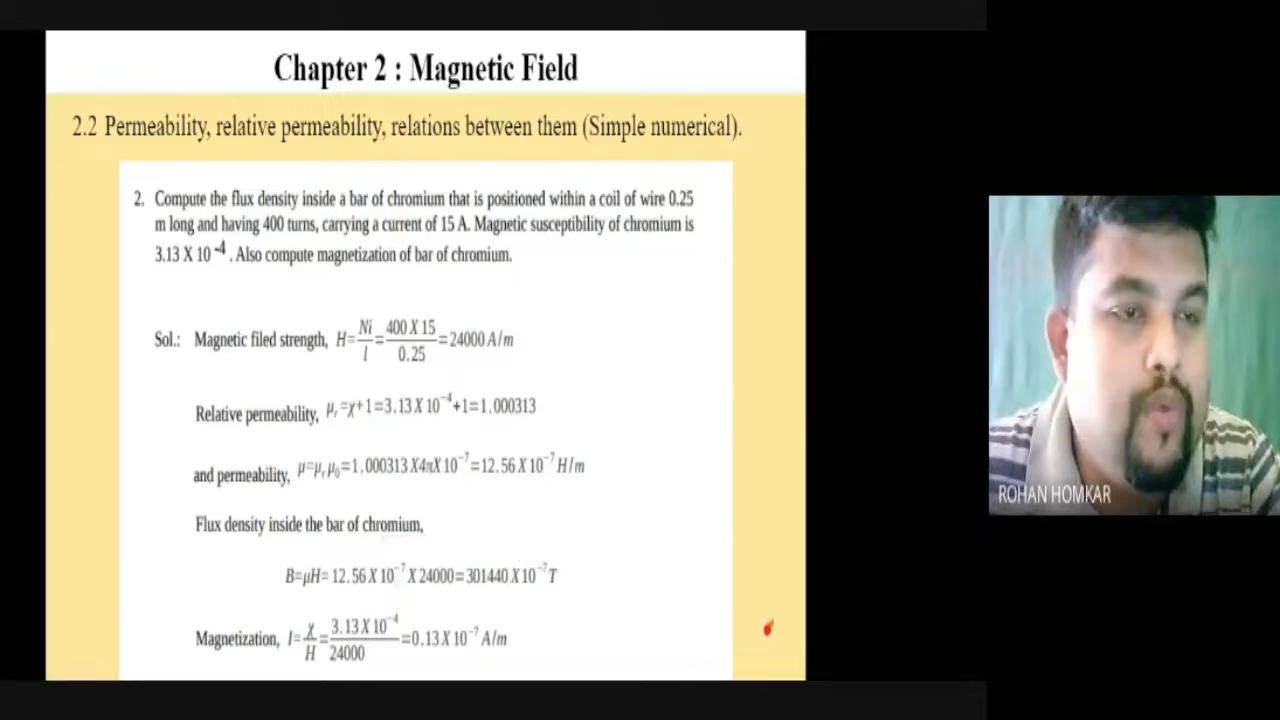 Chapter 2 : Magnetic Field
2.2 Permeability, relative permeability, relations between them (Simple numerical).
2. Compute the flux density inside a bar of chromium that is positioned within a coil of wire 0.25
m long and having 400 turns, carrying a current of 15 A. Magnetic susceptibility of chromium is
3.13 X 10⁻⁴ . Also compute magnetization of bar of chromium.
Sol.: Magnetic filed strength, H=Ni/l=400 X 15/0.25=24000 A/m
Relative permeability, μᵣ=χ+1=3.13 X 10⁻⁴+1=1.000313
and permeability, μ=μᵣμ₀=1.000313 X4πX 10⁻⁷=12.56 X 10⁻⁷ H/m
Flux density inside the bar of chromium,
B=μH= 12.56 X 10⁻⁷ X 24000=301440 X 10⁻⁷ T
Magnetization, I=χ/H=3.13 X 10⁻⁴/24000=0.13 X 10⁻⁷ A/m
ROHAN HOMKAR